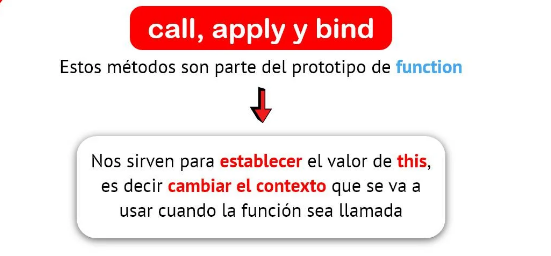 call, apply y bind
Estos métodos son parte del prototipo de function
Nos sirven para establecer el valor de this,
es decir cambiar el contexto que se va a
usar cuando la función sea llamada